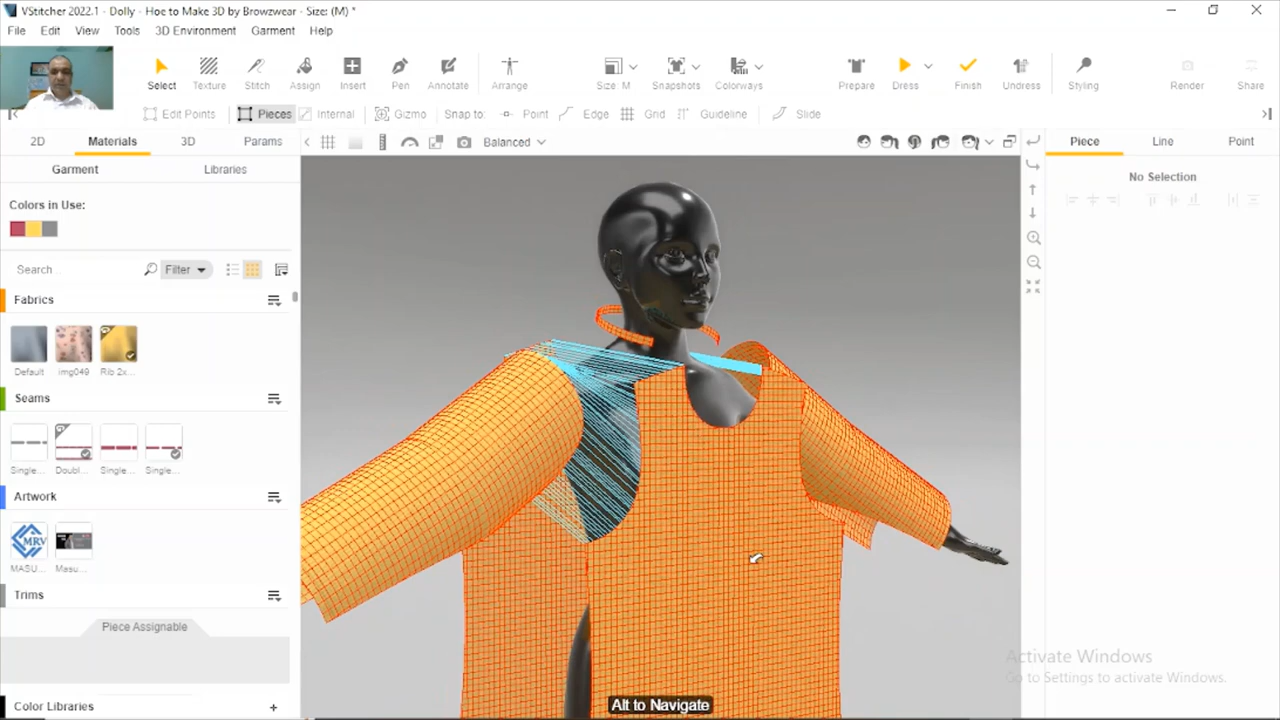 VStitcher 2022.1 - Dolly - Hoe to Make 3D by Browzwear - Size: (M) *
File Edit View Tools 3D Environment Garment Help
Select Texture Stitch Assign Insert Pen Annotate Arrange Size M Snapshots Colorways Prepare Dress Finish Undress Styling Render Share
Edit Points Pieces Internal Gizmo Snap to: Point Edge Grid Guideline Slide
2D Materials 3D Params Balanced Piece Line Point
Garment Libraries
No Selection
Colors in Use:
Search... Filter
Fabrics
Default img049 Rib 2x...
Seams
Single... Doubl... Single... Single...
Artwork
MRV
MASU... Masu...
Trims
Piece Assignable
Color Libraries
Alt to Navigate
Activate Windows
Go to Settings to activate Windows.